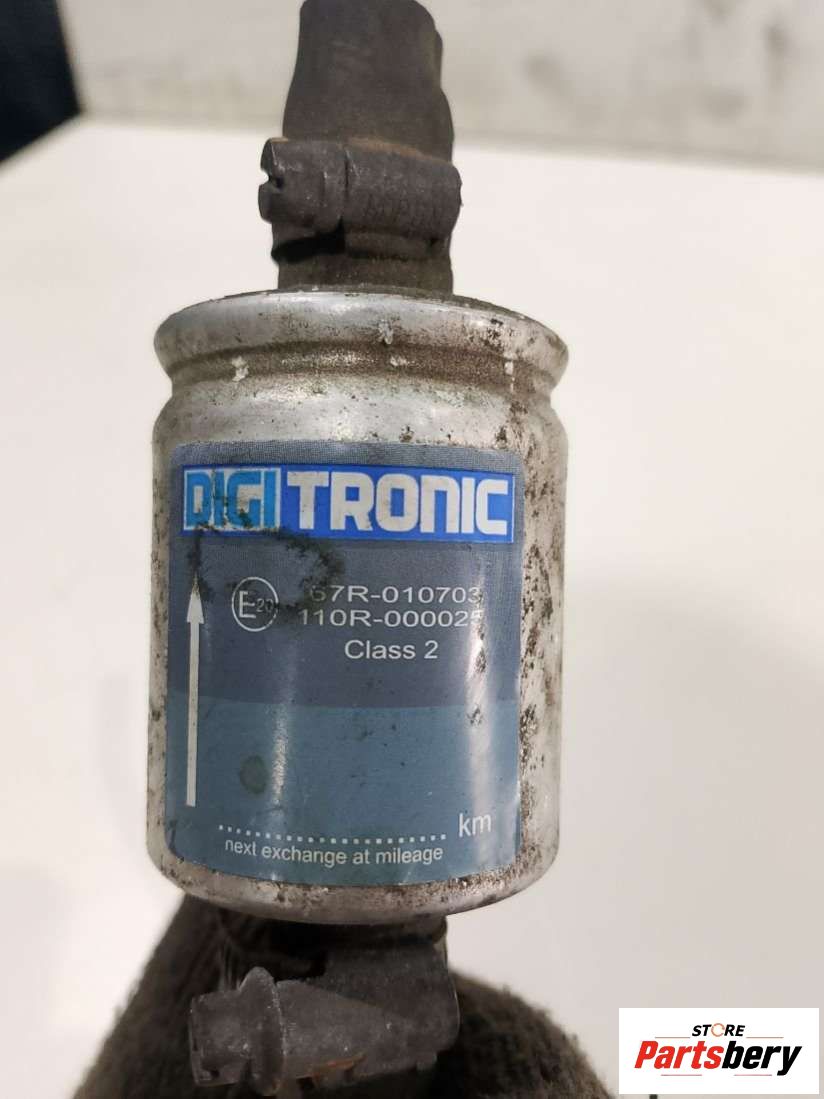 DIGITRONIC
E20 67R-010703
110R-000025
Class 2
km
next exchange at mileage
STORE
Partsbery